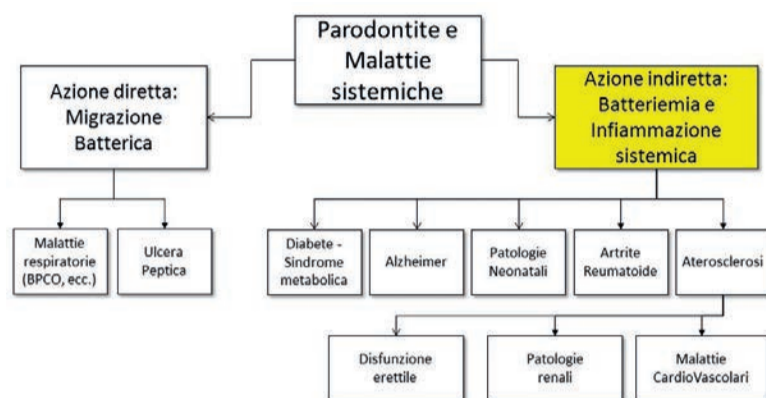 Parodontite e
Malattie
sistemiche
Azione diretta:
Migrazione
Batterica
Azione indiretta:
Batteriemia e
Infiammazione
sistemica
Malattie
respiratorie
(BPCO, ecc.)
Ulcera
Peptica
Diabete -
Sindrome
metabolica
Alzheimer
Patologie
Neonatali
Artrite
Reumatoide
Aterosclerosi
Disfunzione
erettile
Patologie
renali
Malattie
CardioVascolari